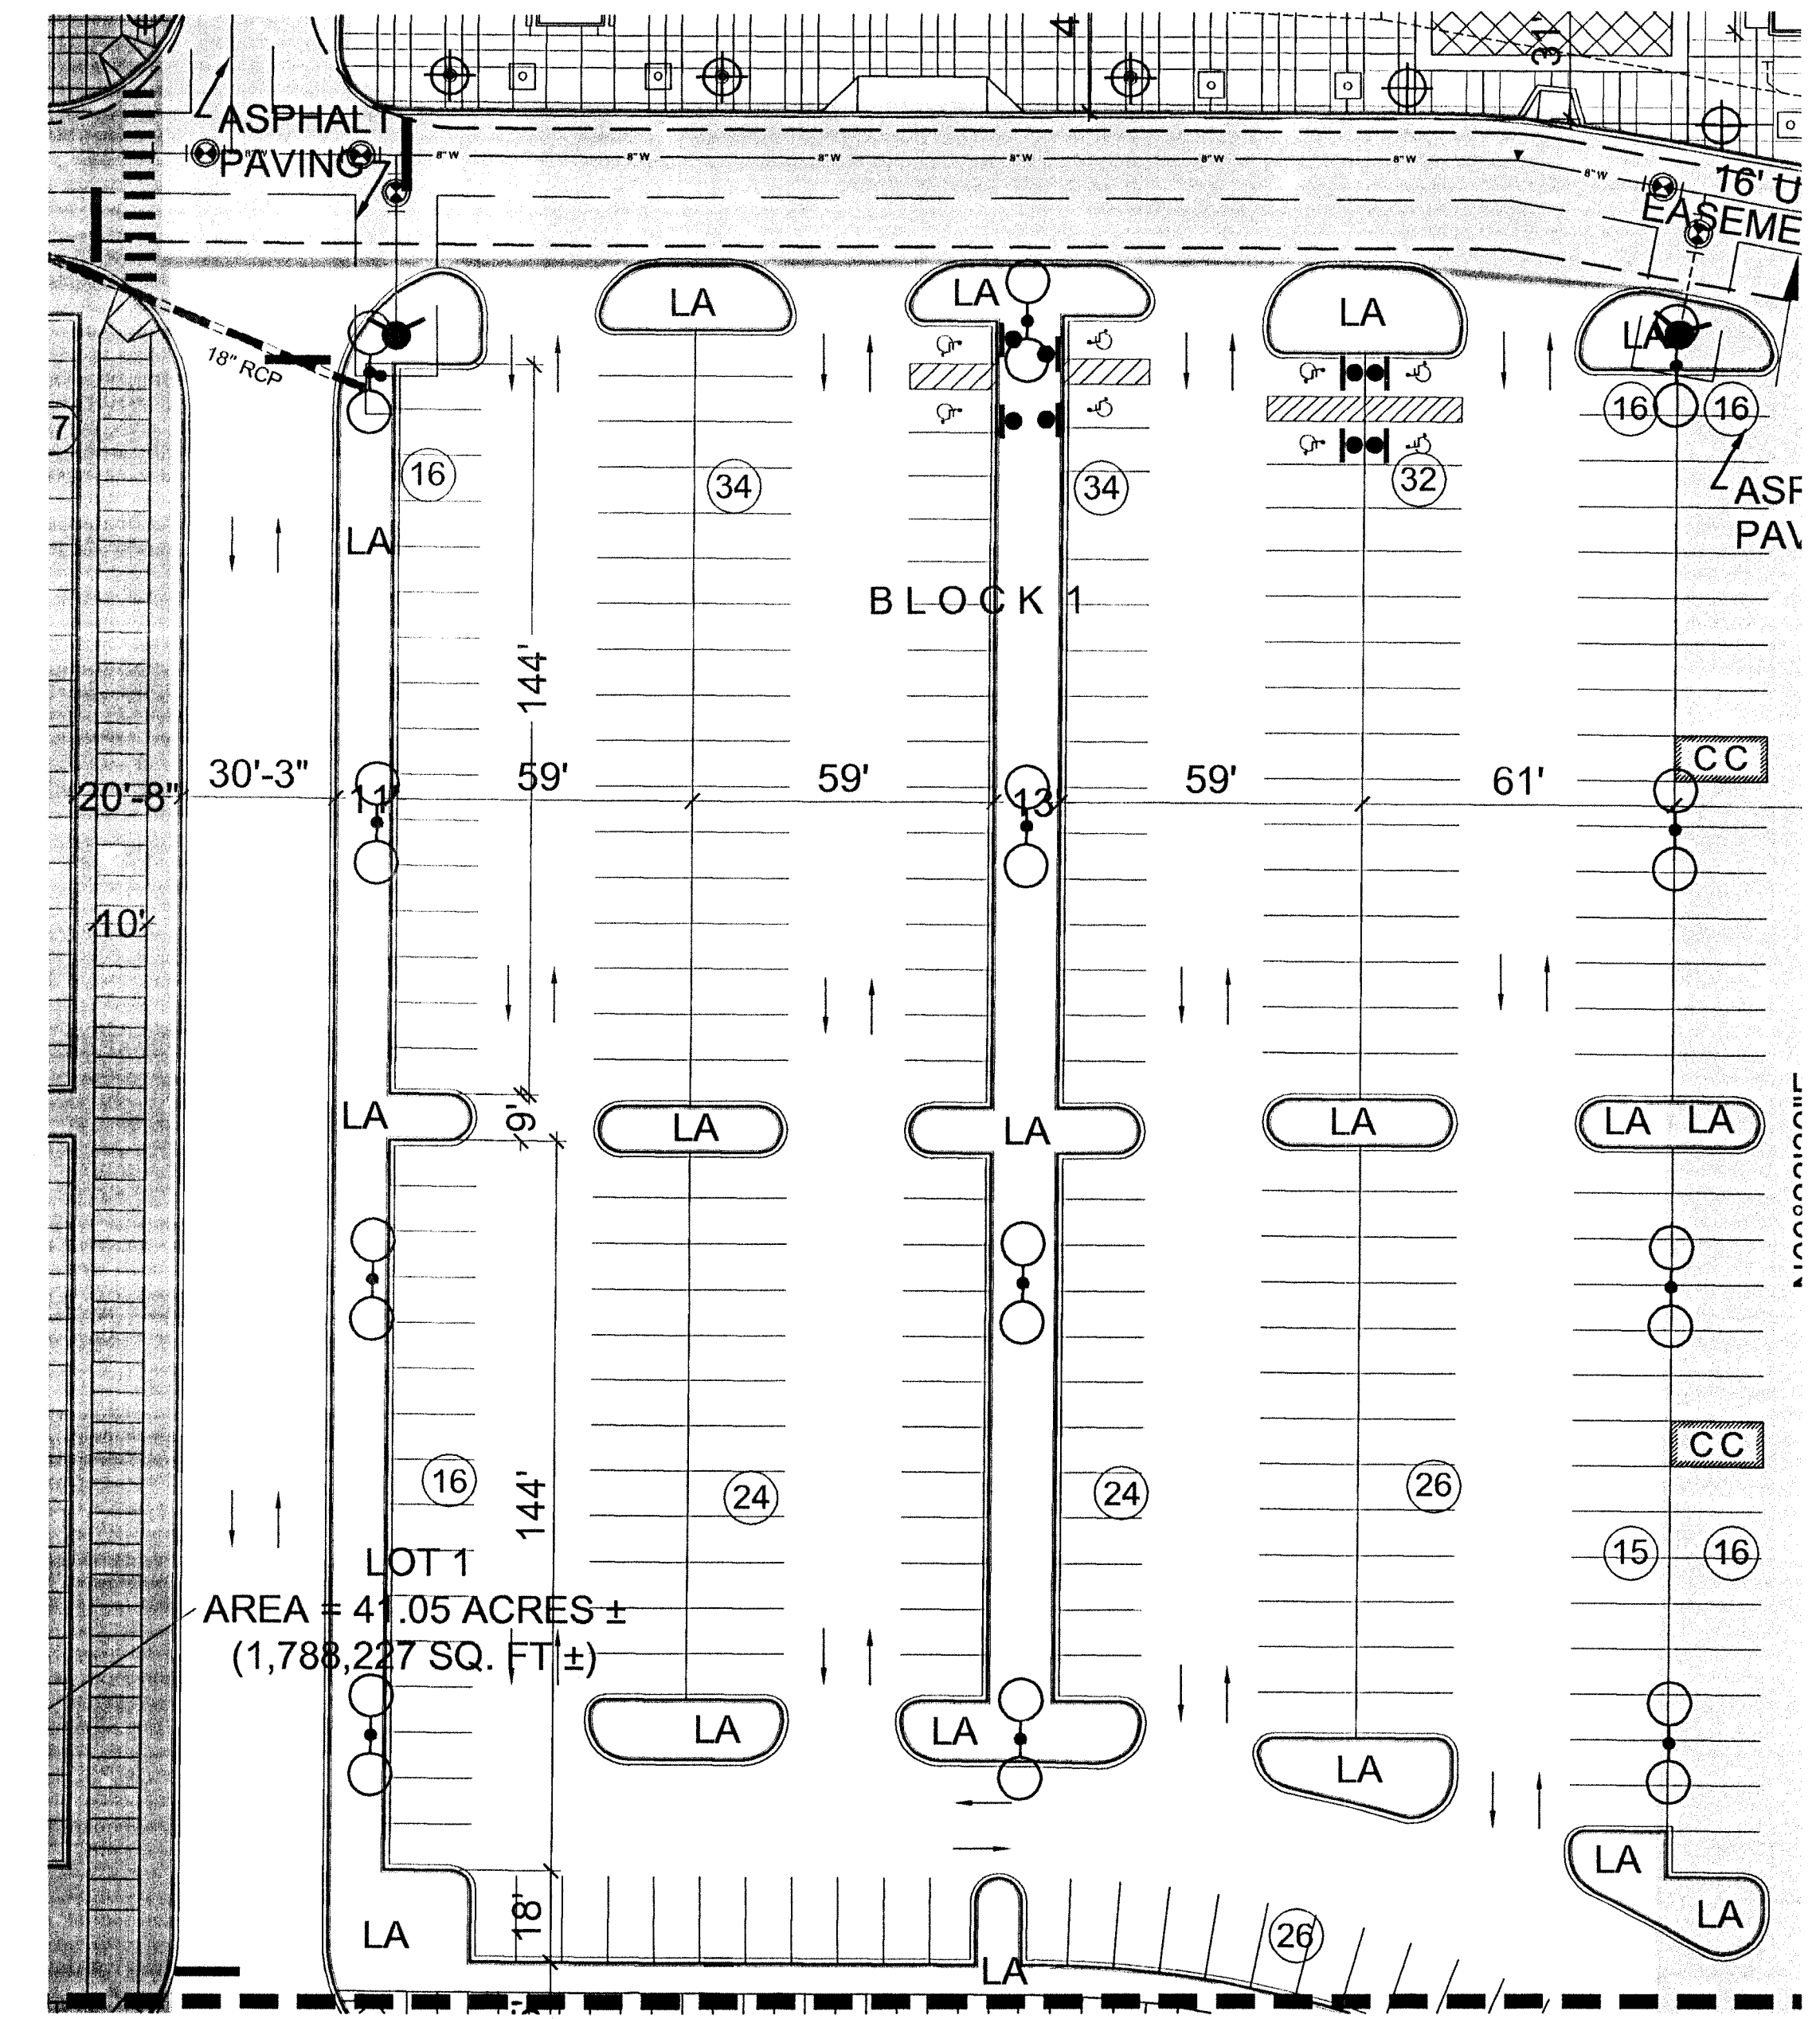 4
31'
ASPHALT
PAVING
8" W
8" W
8" W
8" W
8" W
8" W
8" W
16' U
EASEME
LA
LA
LA
LA
18" RCP
7
16
16
16
34
34
32
ASP
PAV
LA
BLOCK 1
144'
CC
30'-3"
59'
59'
59'
61'
20'-8"
11'
13'
10'
LA
9'
LA
LA
LA
LA
LA
CC
16
144'
24
24
26
15
16
LOT 1
AREA = 41.05 ACRES ±
(1,788,227 SQ. FT ±)
LA
LA
LA
LA
18'
LA
LA
26
LA